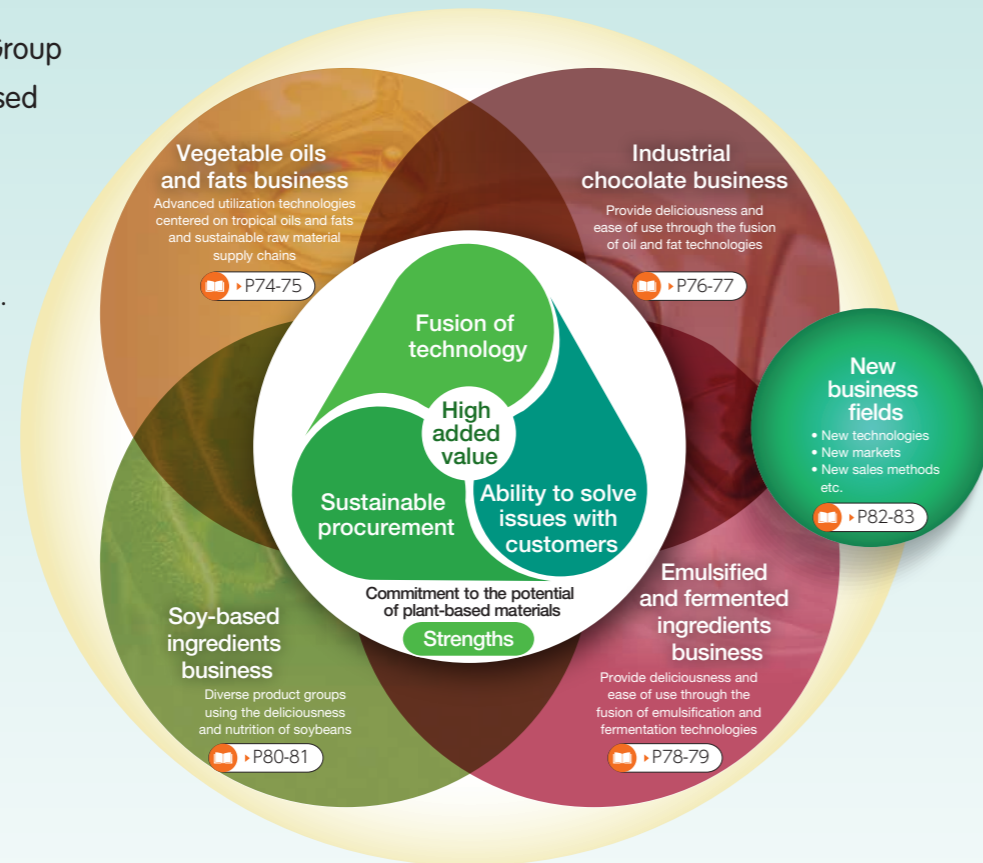 Group
sed
.
Vegetable oils
and fats business
Advanced utilization technologies
centered on tropical oils and fats
and sustainable raw material
supply chains
P74-75
Industrial
chocolate business
Provide deliciousness and
ease of use through the fusion
of oil and fat technologies
P76-77
Fusion of
technology
High
added
value
Sustainable
procurement
Ability to solve
issues with
customers
Commitment to the potential
of plant-based materials
Strengths
New
business
fields
• New technologies
• New markets
• New sales methods
etc.
P82-83
Soy-based
ingredients
business
Diverse product groups
using the deliciousness
and nutrition of soybeans
P80-81
Emulsified
and fermented
ingredients
business
Provide deliciousness and
ease of use through the
fusion of emulsification and
fermentation technologies
P78-79